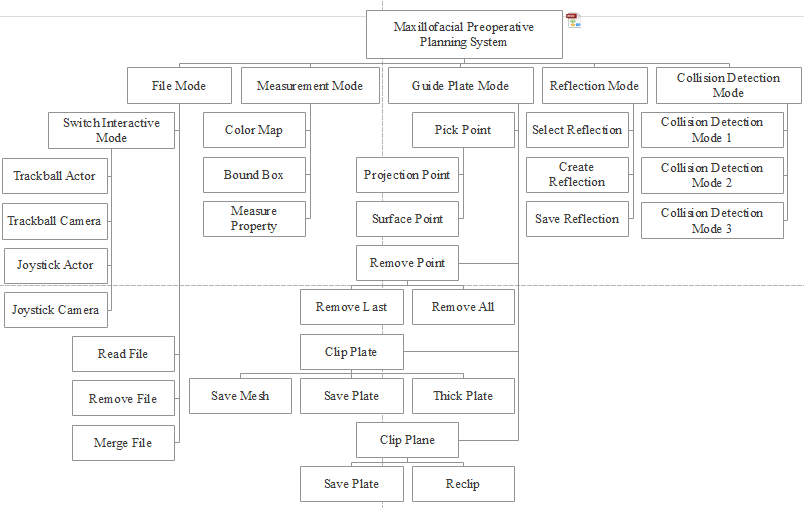 Maxillofacial Preoperative
Planning System
File Mode
Measurement Mode
Guide Plate Mode
Reflection Mode
Collision Detection
Mode
Switch Interactive
Mode
Color Map
Pick Point
Select Reflection
Collision Detection
Mode 1
Trackball Actor
Bound Box
Projection Point
Create
Reflection
Collision Detection
Mode 2
Trackball Camera
Measure
Property
Surface Point
Save Reflection
Collision Detection
Mode 3
Joystick Actor
Remove Point
Joystick Camera
Remove Last
Remove All
Read File
Clip Plate
Remove File
Save Mesh
Save Plate
Thick Plate
Merge File
Clip Plane
Save Plate
Reclip